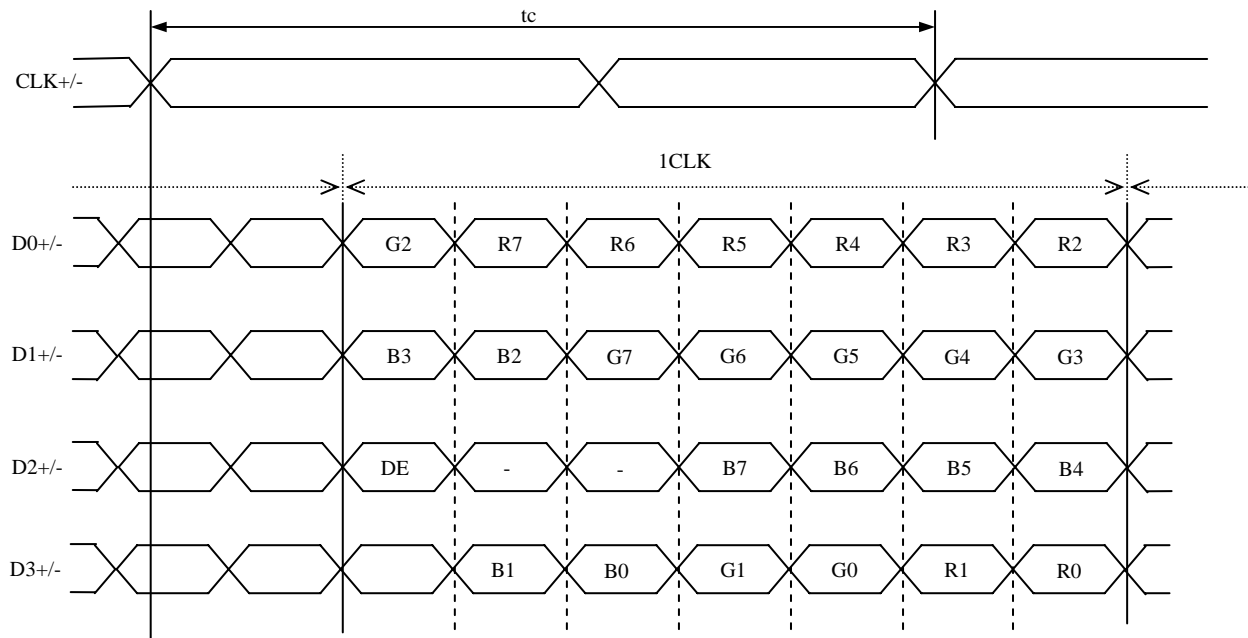 tc
CLK+/-
1CLK
D0+/- G2 R7 R6 R5 R4 R3 R2
D1+/- B3 B2 G7 G6 G5 G4 G3
D2+/- DE - - B7 B6 B5 B4
D3+/- B1 B0 G1 G0 R1 R0